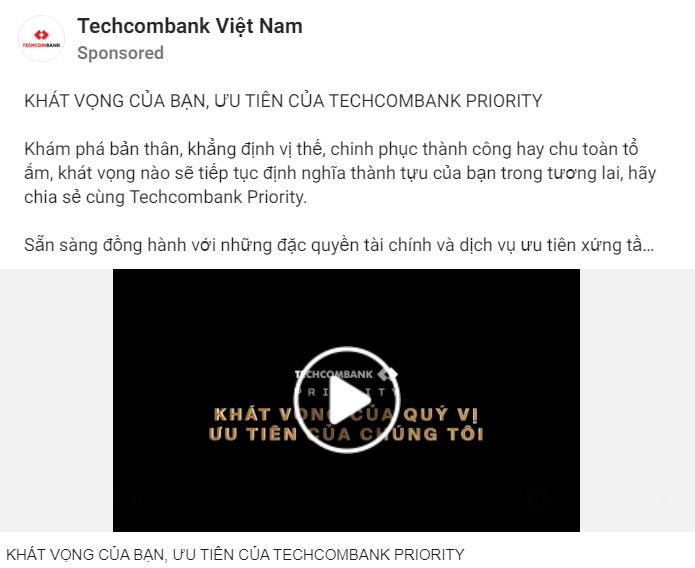 TECHCOMBANK
Techcombank Việt Nam
Sponsored
KHÁT VỌNG CỦA BẠN, ƯU TIÊN CỦA TECHCOMBANK PRIORITY
Khám phá bản thân, khẳng định vị thế, chinh phục thành công hay chu toàn tổ
ấm, khát vọng nào sẽ tiếp tục định nghĩa thành tựu của bạn trong tương lai, hãy
chia sẻ cùng Techcombank Priority.
Sẵn sàng đồng hành với những đặc quyền tài chính và dịch vụ ưu tiên xứng tầ...
TECHCOMBANK
PRIORITY
KHÁT VỌNG CỦA QUÝ VỊ
ƯU TIÊN CỦA CHÚNG TÔI
KHÁT VỌNG CỦA BẠN, ƯU TIÊN CỦA TECHCOMBANK PRIORITY